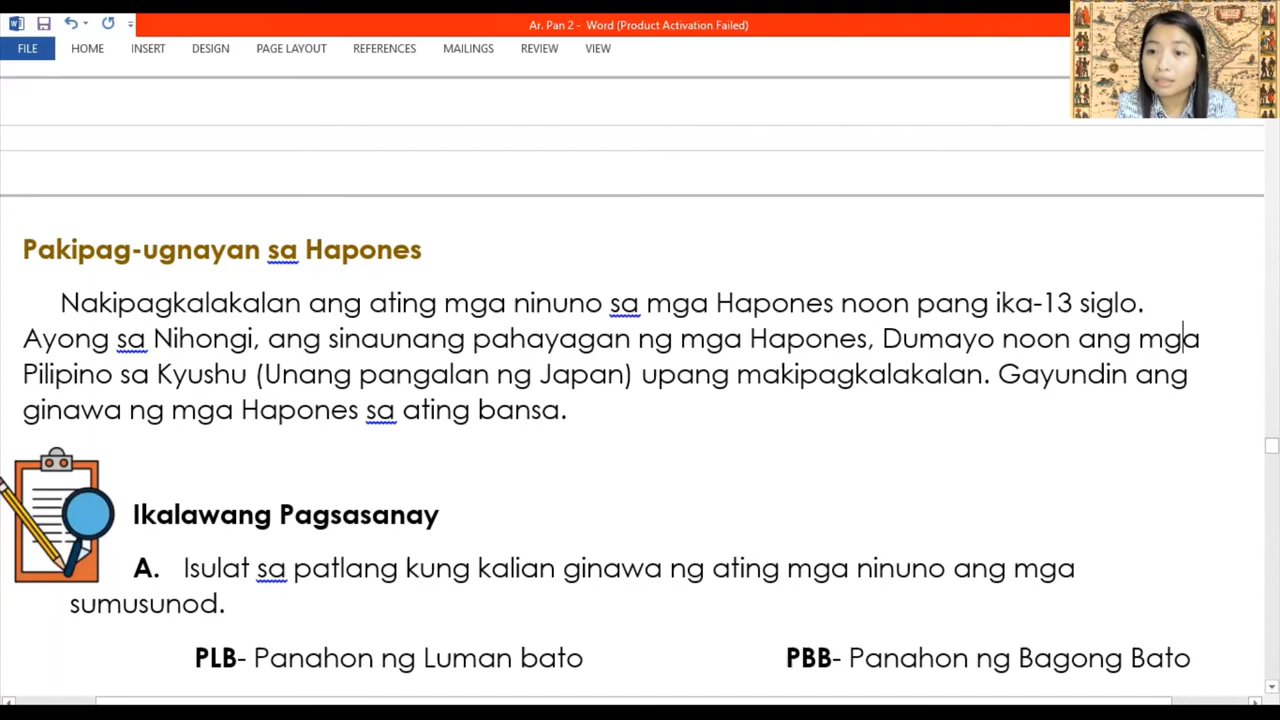 Ar. Pan 2 - Word (Product Activation Failed)
FILE HOME INSERT DESIGN PAGE LAYOUT REFERENCES MAILINGS REVIEW VIEW
Pakipag-ugnayan sa Hapones
Nakipagkalakalan ang ating mga ninuno sa mga Hapones noon pang ika-13 siglo.
Ayong sa Nihongi, ang sinaunang pahayagan ng mga Hapones, Dumayo noon ang mga
Pilipino sa Kyushu (Unang pangalan ng Japan) upang makipagkalakalan. Gayundin ang
ginawa ng mga Hapones sa ating bansa.
Ikalawang Pagsasanay
A. Isulat sa patlang kung kalian ginawa ng ating mga ninuno ang mga
sumusunod.
PLB- Panahon ng Luman bato PBB- Panahon ng Bagong Bato